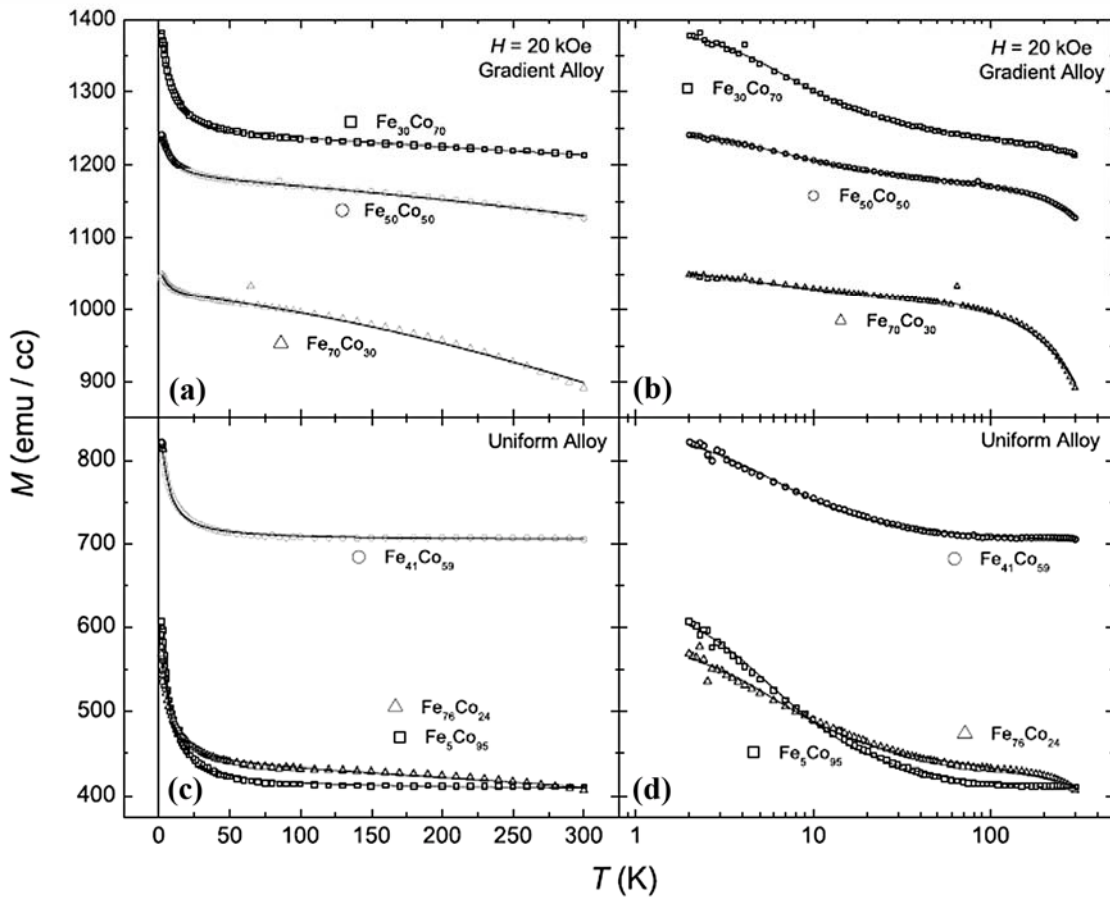 M (emu / cc)
1400
1300
1200
1100
1000
900
800
700
600
500
400
H = 20 kOe
Gradient Alloy
□ Fe30Co70
○ Fe50Co50
△ Fe70Co30
(a)
H = 20 kOe
Gradient Alloy
□ Fe30Co70
○ Fe50Co50
△ Fe70Co30
(b)
Uniform Alloy
○ Fe41Co59
△ Fe76Co24
□ Fe5Co95
(c)
Uniform Alloy
○ Fe41Co59
△ Fe76Co24
□ Fe5Co95
(d)
0 50 100 150 200 250 300
1 10 100
T (K)